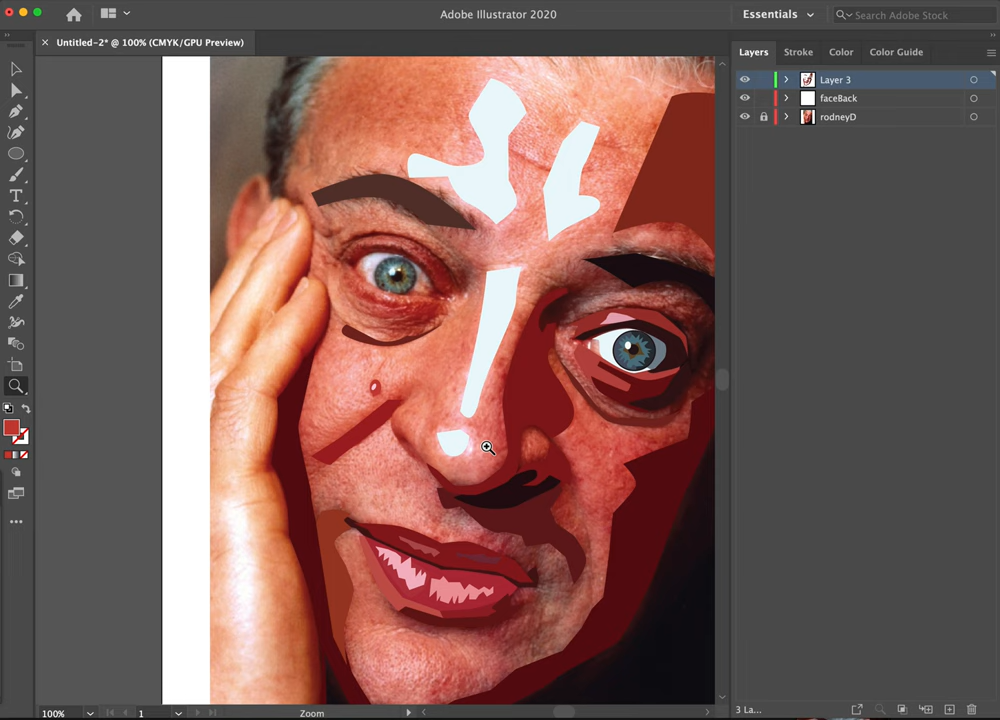 Adobe Illustrator 2020
Essentials
Search Adobe Stock
Untitled-2* @ 100% (CMYK/GPU Preview)
Layers
Stroke
Color
Color Guide
Layer 3
faceBack
rodneyD
T
100%
1
Zoom
3 La...